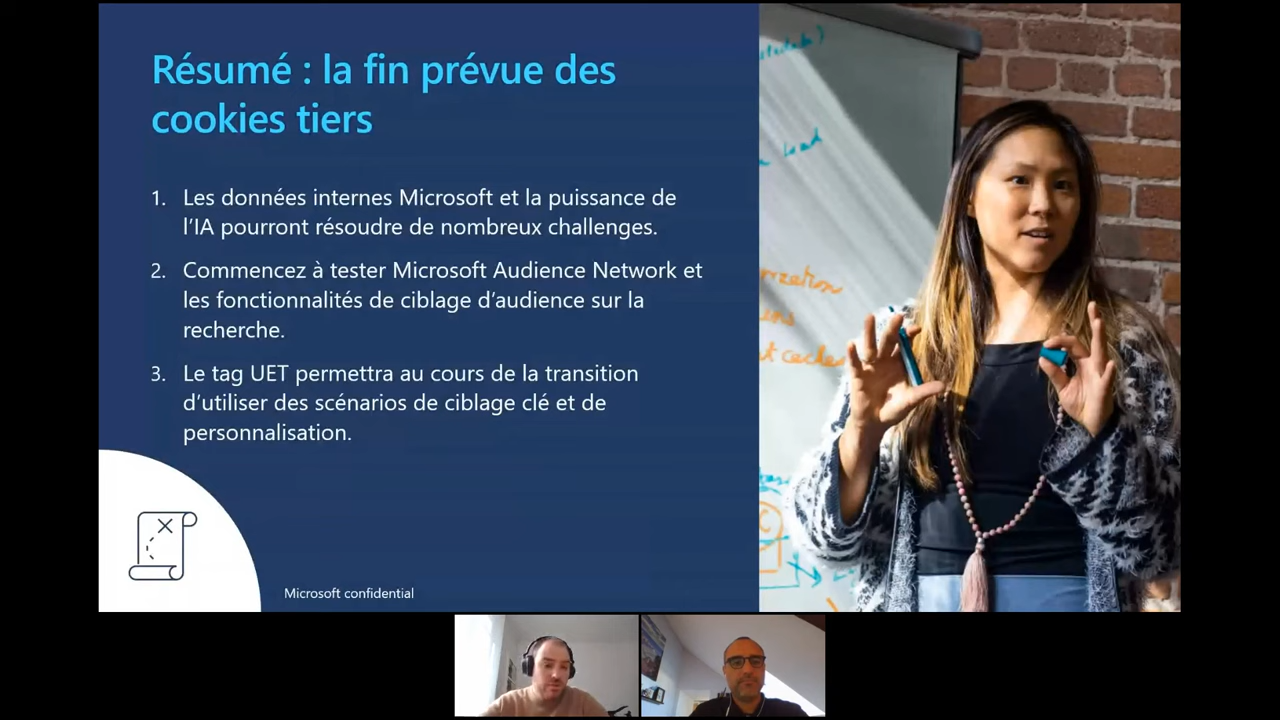 Résumé : la fin prévue des
cookies tiers
1. Les données internes Microsoft et la puissance de
l'IA pourront résoudre de nombreux challenges.
2. Commencez à tester Microsoft Audience Network et
les fonctionnalités de ciblage d'audience sur la
recherche.
3. Le tag UET permettra au cours de la transition
d'utiliser des scénarios de ciblage clé et de
personnalisation.
Microsoft confidential